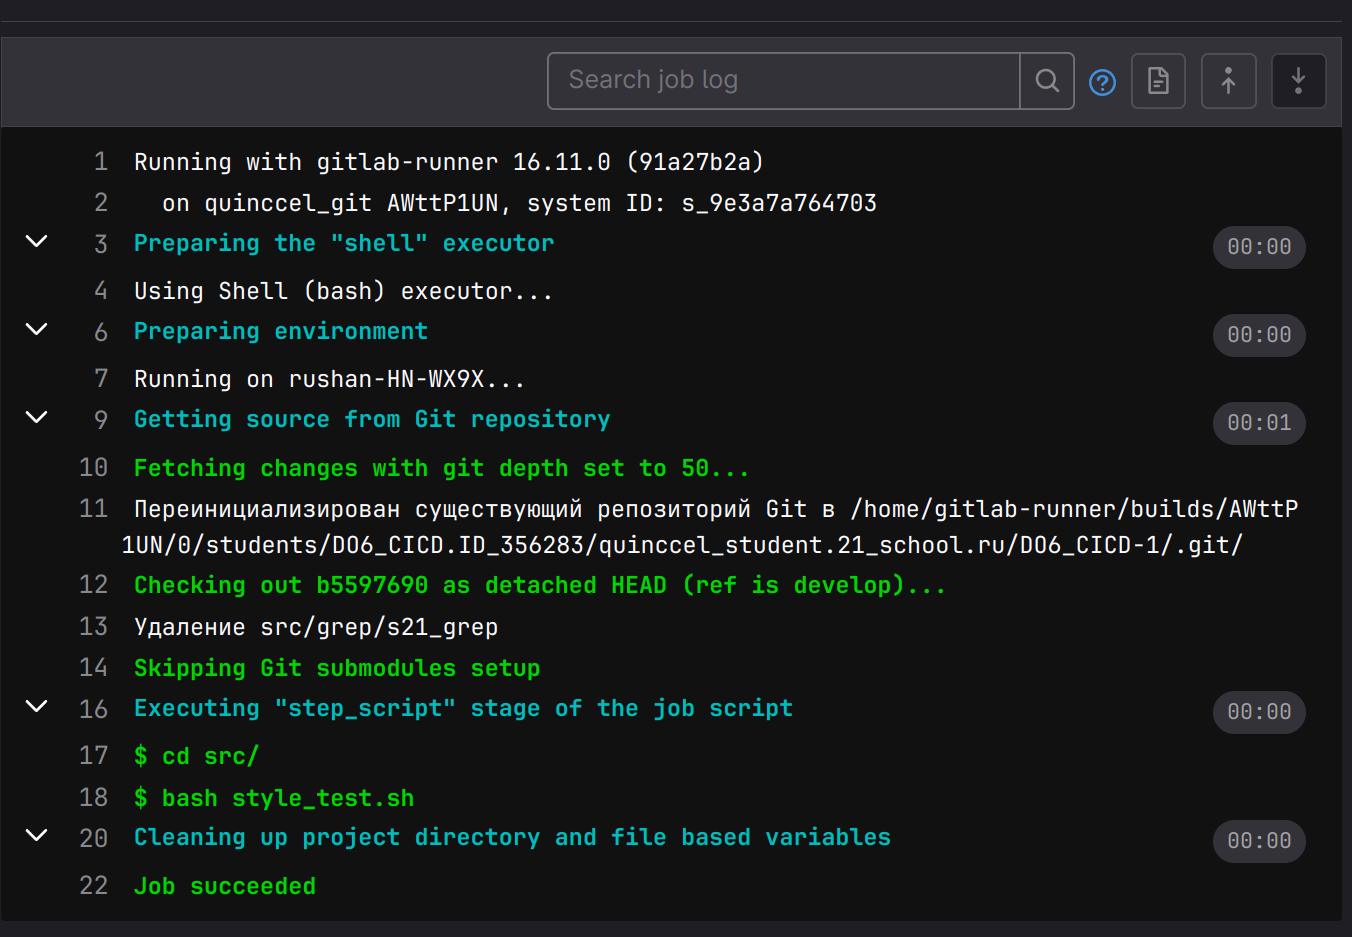 Search job log
1 Running with gitlab-runner 16.11.0 (91a27b2a)
2 on quinccel_git AWttP1UN, system ID: s_9e3a7a764703
3 Preparing the "shell" executor 00:00
4 Using Shell (bash) executor...
6 Preparing environment 00:00
7 Running on rushan-HN-WX9X...
9 Getting source from Git repository 00:01
10 Fetching changes with git depth set to 50...
11 Переинициализирован существующий репозиторий Git в /home/gitlab-runner/builds/AWttP
1UN/0/students/DO6_CICD.ID_356283/quinccel_student.21_school.ru/DO6_CICD-1/.git/
12 Checking out b5597690 as detached HEAD (ref is develop)...
13 Удаление src/grep/s21_grep
14 Skipping Git submodules setup
16 Executing "step_script" stage of the job script 00:00
17 $ cd src/
18 $ bash style_test.sh
20 Cleaning up project directory and file based variables 00:00
22 Job succeeded